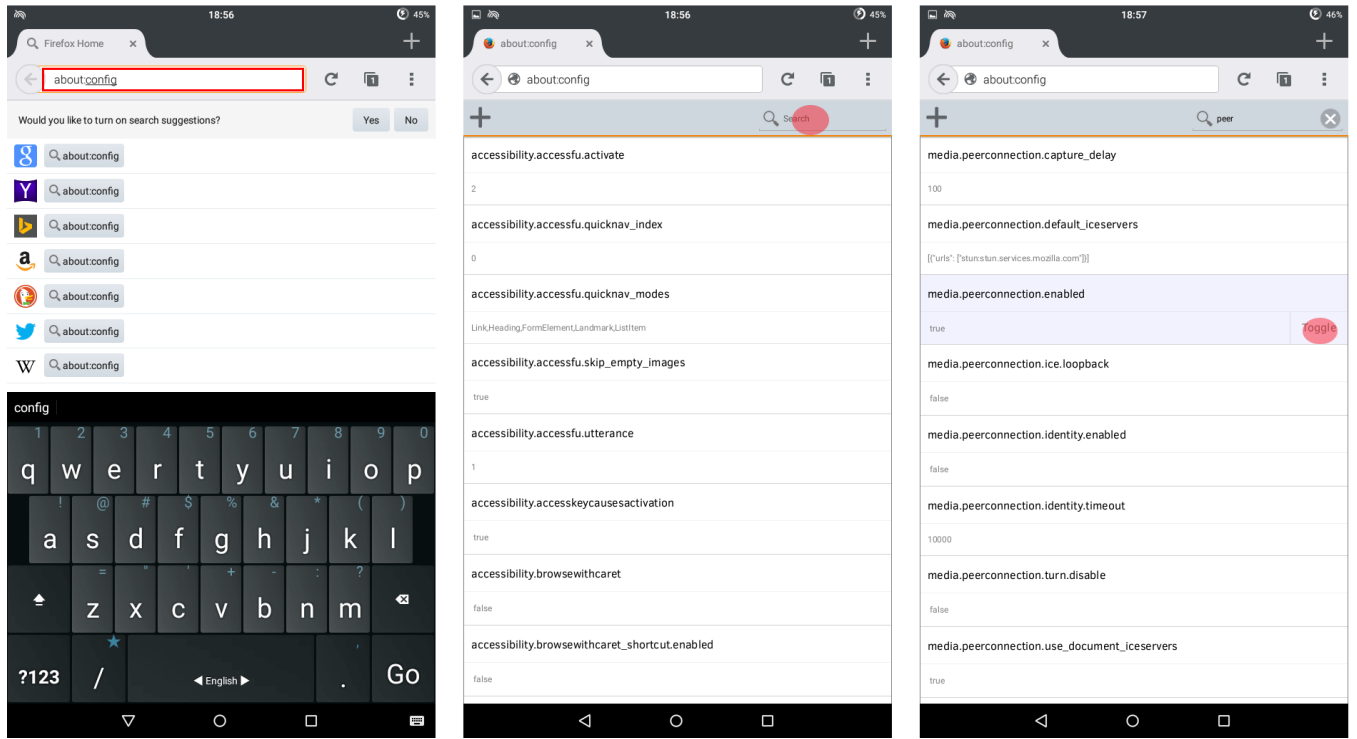 18:56
45%
Firefox Home
about:config
1
Would you like to turn on search suggestions?
Yes
No
about:config
about:config
about:config
about:config
about:config
about:config
about:config
config
1 2 3 4 5 6 7 8 9 0
q w e r t y u i o p
! @ # $ % & * ( )
a s d f g h j k l
= " ' + - : ; ?
z x c v b n m
?123
/
English
.
Go
18:56
45%
about:config
about:config
1
Search
accessibility.accessfu.activate
2
accessibility.accessfu.quicknav_index
0
accessibility.accessfu.quicknav_modes
Link,Heading,FormElement,Landmark,ListItem
accessibility.accessfu.skip_empty_images
true
accessibility.accessfu.utterance
1
accessibility.accesskeycausesactivation
true
accessibility.browsewithcaret
false
accessibility.browsewithcaret_shortcut.enabled
false
18:57
46%
about:config
about:config
1
peer
media.peerconnection.capture_delay
100
media.peerconnection.default_iceservers
[{"urls": ["stun:stun.services.mozilla.com"]}]
media.peerconnection.enabled
true
Toggle
media.peerconnection.ice.loopback
false
media.peerconnection.identity.enabled
false
media.peerconnection.identity.timeout
10000
media.peerconnection.turn.disable
false
media.peerconnection.use_document_iceservers
true